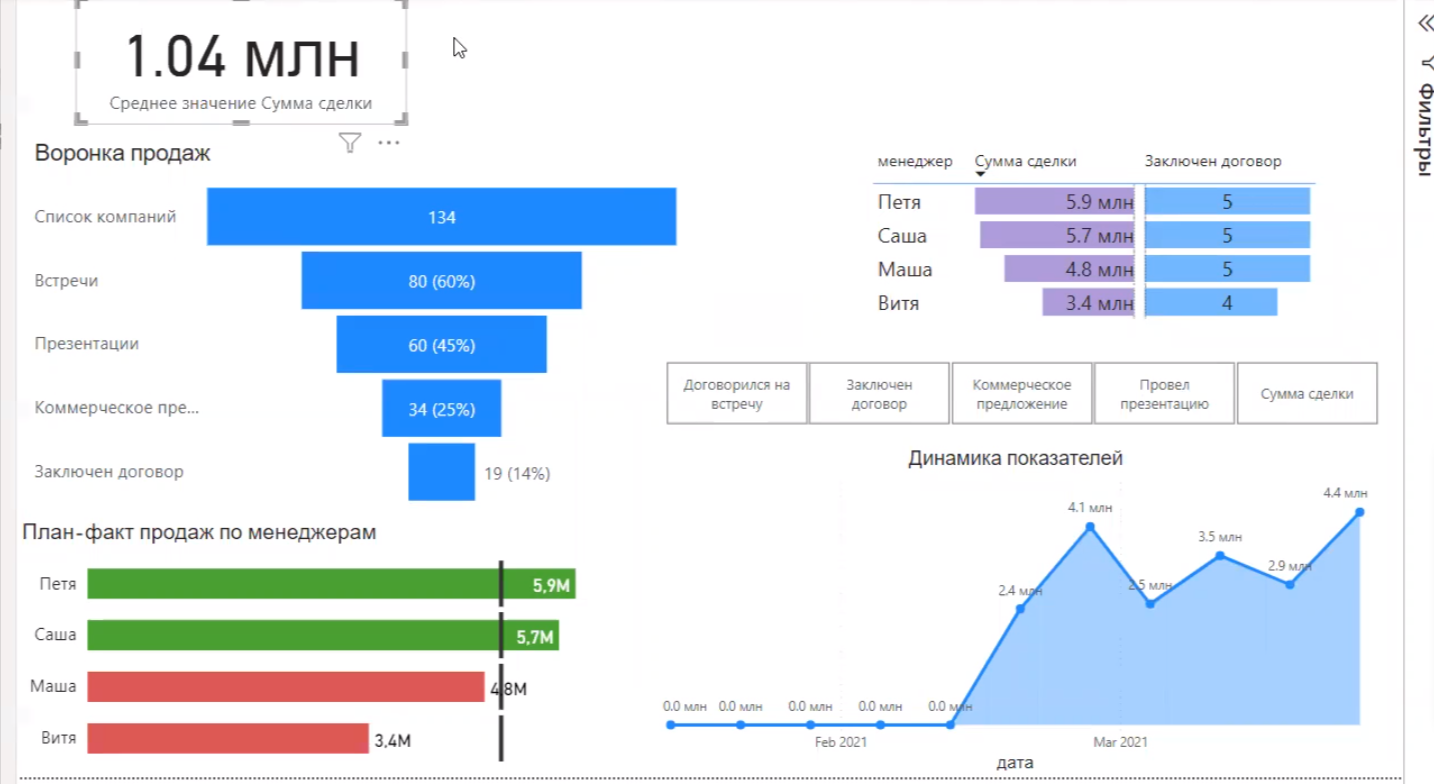 1.04 млн
Среднее значение Сумма сделки
Воронка продаж
Список компаний
134
Встречи
80 (60%)
Презентации
60 (45%)
Коммерческое пре...
34 (25%)
Заключен договор
19 (14%)
менеджер Сумма сделки Заключен договор
Петя 5.9 млн 5
Саша 5.7 млн 5
Маша 4.8 млн 5
Витя 3.4 млн 4
Договорился на
встречу
Заключен
договор
Коммерческое
предложение
Провел
презентацию
Сумма сделки
План-факт продаж по менеджерам
Петя 5,9M
Саша 5,7M
Маша 4,8M
Витя 3,4M
Динамика показателей
0.0 млн 0.0 млн 0.0 млн 0.0 млн 0.0 млн 2.4 млн 4.1 млн 2.5 млн 3.5 млн 2.9 млн 4.4 млн
Feb 2021 Mar 2021
дата
Фильтры